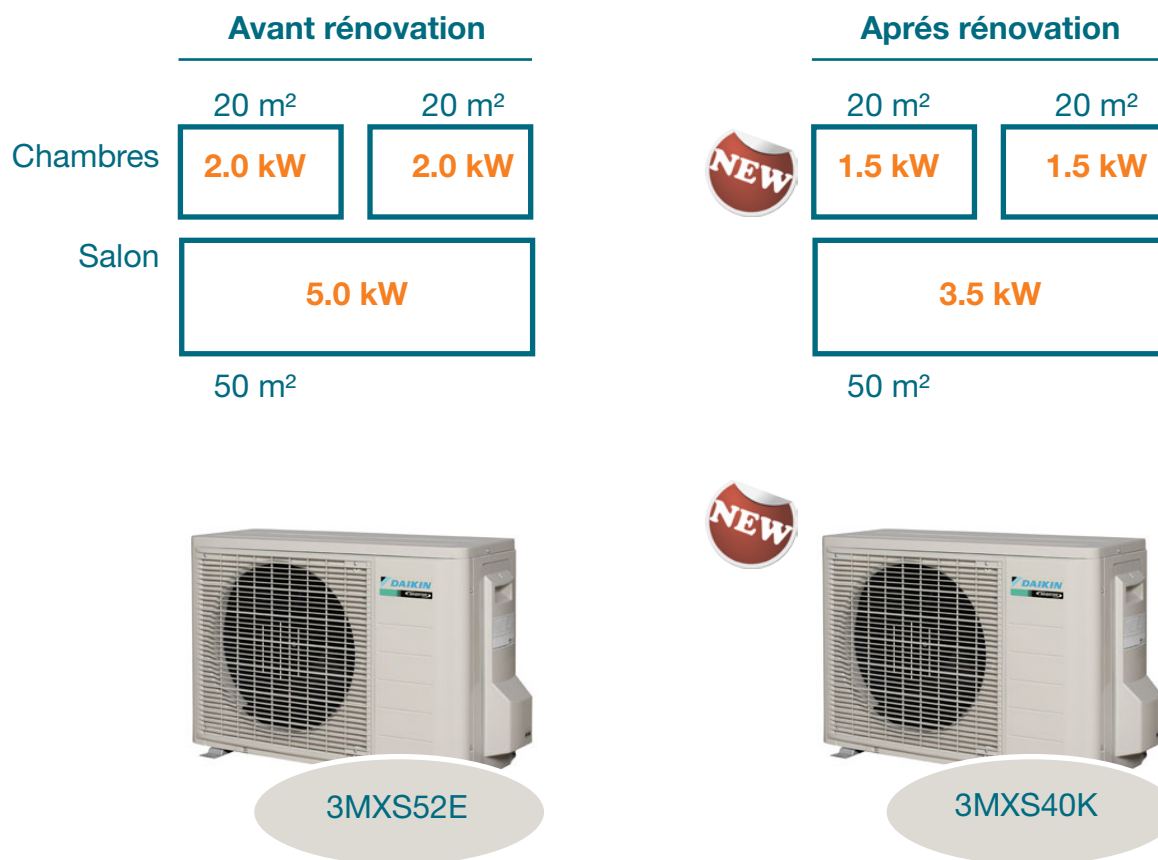 Avant rénovation
Aprés rénovation
20 m² 20 m²
20 m² 20 m²
Chambres
2.0 kW 2.0 kW
NEW
1.5 kW 1.5 kW
Salon
5.0 kW
3.5 kW
50 m²
50 m²
NEW
DAIKIN
DAIKIN
3MXS52E
3MXS40K